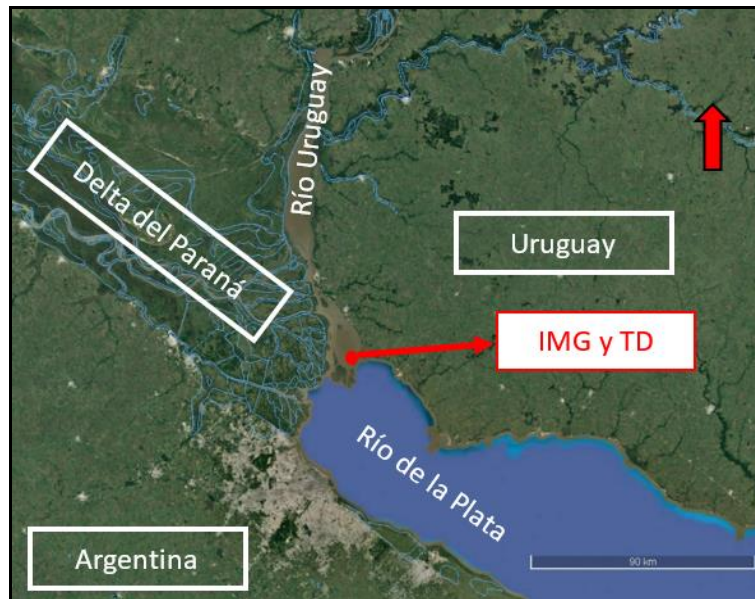 Río Uruguay
Delta del Paraná
Uruguay
IMG y TD
Río de la Plata
Argentina
90 km